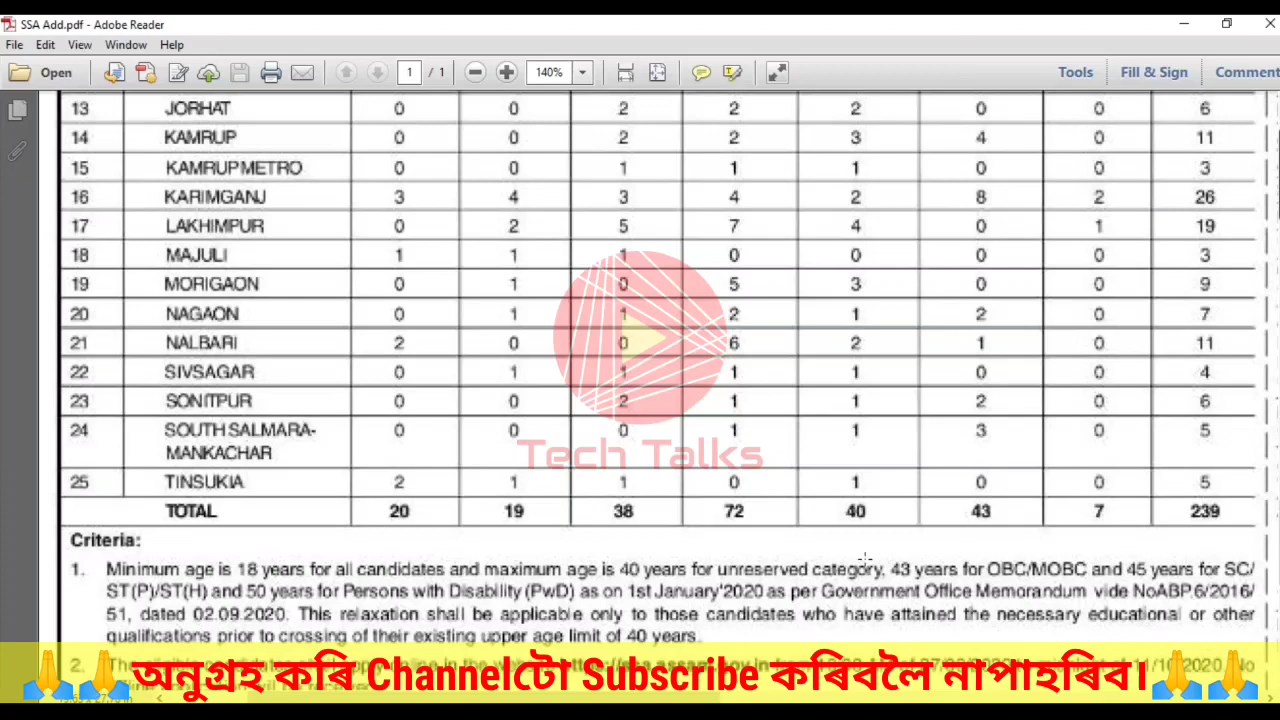 SSA Add.pdf - Adobe Reader
File Edit View Window Help
Open 1 / 1 140% Tools Fill & Sign Comment
13 JORHAT 0 0 2 2 2 0 0 6
14 KAMRUP 0 0 2 2 3 4 0 11
15 KAMRUP METRO 0 0 1 1 1 0 0 3
16 KARIMGANJ 3 4 3 4 2 8 2 26
17 LAKHIMPUR 0 2 5 7 4 0 1 19
18 MAJULI 1 1 1 0 0 0 0 3
19 MORIGAON 0 1 0 5 3 0 0 9
20 NAGAON 0 1 1 2 1 2 0 7
21 NALBARI 2 0 0 6 2 1 0 11
22 SIVSAGAR 0 1 1 1 1 0 0 4
23 SONITPUR 0 0 2 1 1 2 0 6
24 SOUTH SALMARA- 0 0 0 1 1 3 0 5
MANKACHAR
Tech Talks
25 TINSUKIA 2 1 1 0 1 0 0 5
TOTAL 20 19 38 72 40 43 7 239
Criteria:
1. Minimum age is 18 years for all candidates and maximum age is 40 years for unreserved category, 43 years for OBC/MOBC and 45 years for SC/
ST(P)/ST(H) and 50 years for Persons with Disability (PwD) as on 1st January'2020 as per Government Office Memorandum vide NoABP.6/2016/
51, dated 02.09.2020. This relaxation shall be applicable only to those candidates who have attained the necessary educational or other
qualifications prior to crossing of their existing upper age limit of 40 years.
2.
🙏🙏অনুগ্ৰহ কৰি Channelটো Subscribe কৰিবলৈ নাপাহৰিব।🙏🙏